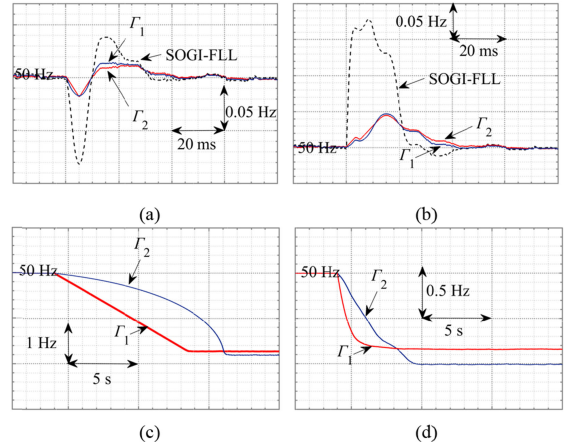 Γ1
SOGI-FLL
50 Hz
Γ2
0.05 Hz
20 ms
(a)
0.05 Hz
20 ms
SOGI-FLL
Γ2
50 Hz
Γ1
(b)
50 Hz
Γ2
1 Hz
Γ1
5 s
(c)
50 Hz
Γ2
0.5 Hz
5 s
Γ1
(d)